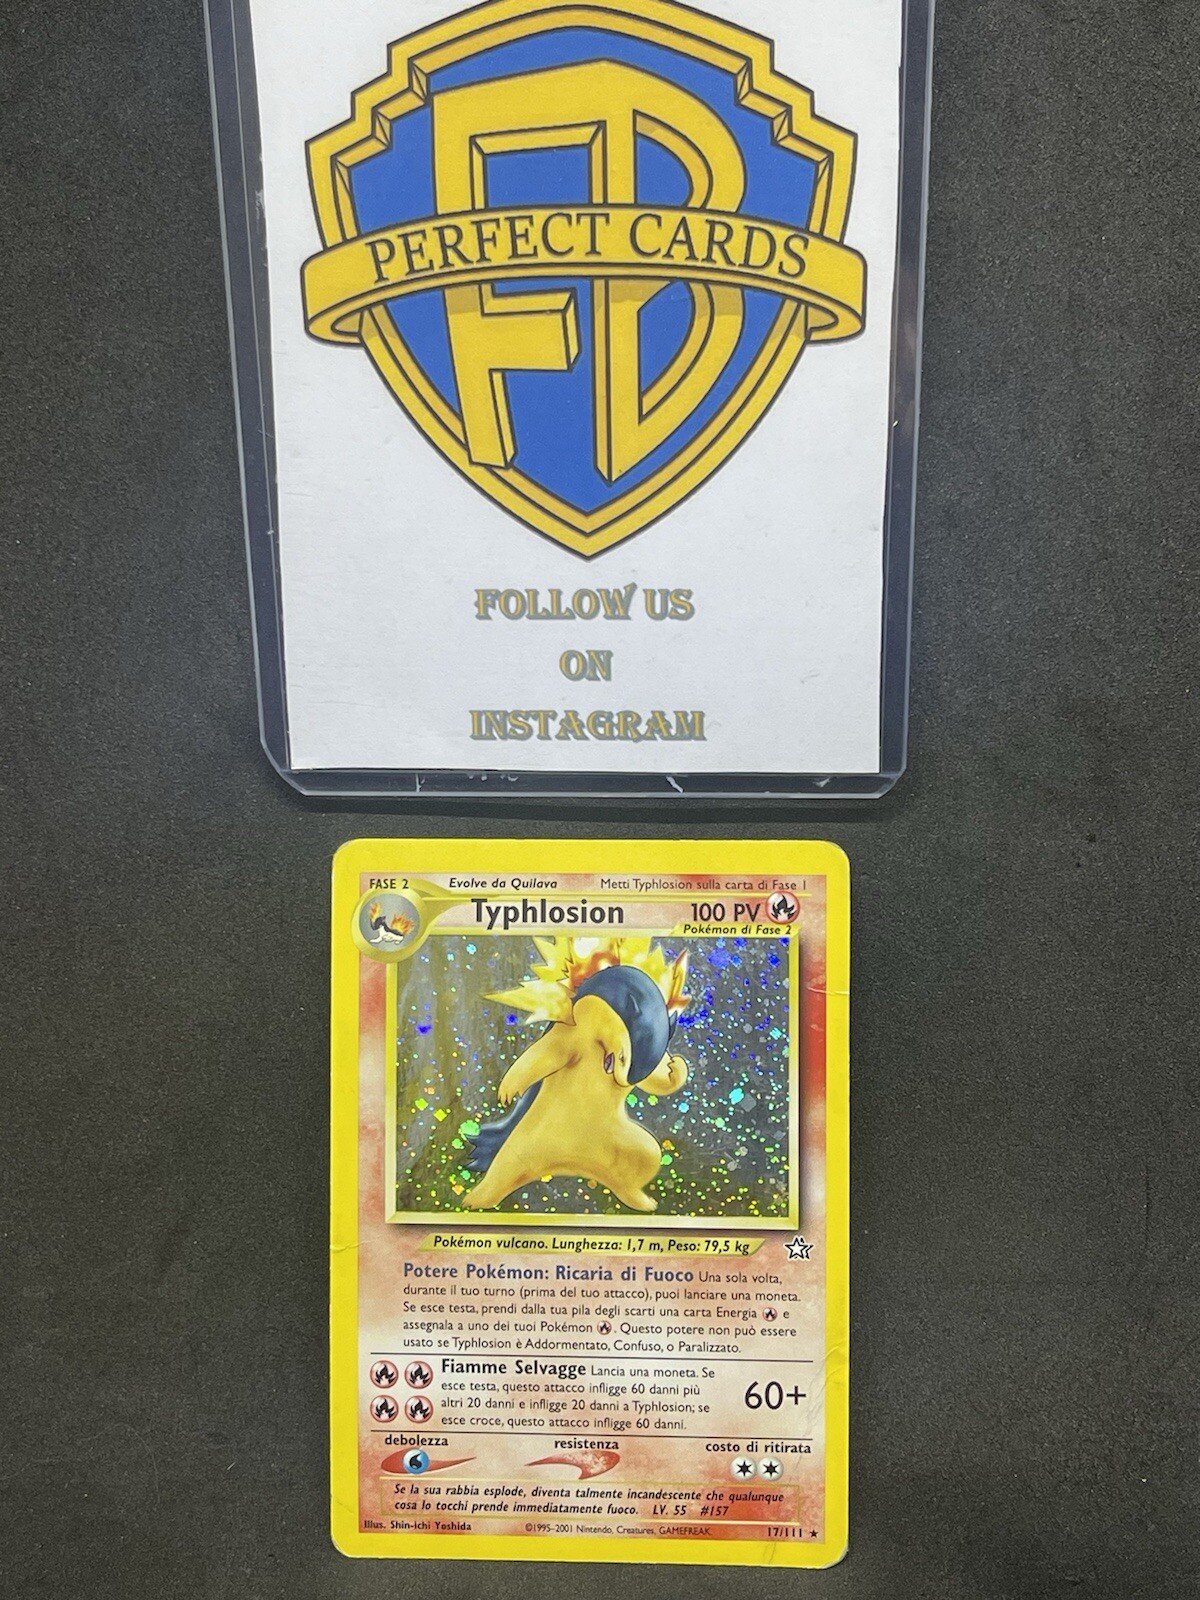 FB
PERFECT CARDS
FOLLOW US
ON
INSTAGRAM
FASE 2 Evolve da Quilava Metti Typhlosion sulla carta di Fase 1
Typhlosion 100 PV
Pokémon di Fase 2
Pokémon vulcano. Lunghezza: 1,7 m, Peso: 79,5 kg
Potere Pokémon: Ricaria di Fuoco Una sola volta,
durante il tuo turno (prima del tuo attacco), puoi lanciare una moneta.
Se esce testa, prendi dalla tua pila degli scarti una carta Energia e
assegnala a uno dei tuoi Pokémon . Questo potere non può essere
usato se Typhlosion è Addormentato, Confuso, o Paralizzato.
Fiamme Selvagge Lancia una moneta. Se
esce testa, questo attacco infligge 60 danni più
altri 20 danni e infligge 20 danni a Typhlosion; se
esce croce, questo attacco infligge 60 danni.
60+
debolezza resistenza costo di ritirata
Se la sua rabbia esplode, diventa talmente incandescente che qualunque
cosa lo tocchi prende immediatamente fuoco. LV. 55 #157
Illus. Shin-ichi Yoshida ©1995-2001 Nintendo, Creatures, GAMEFREAK 17/111 ★